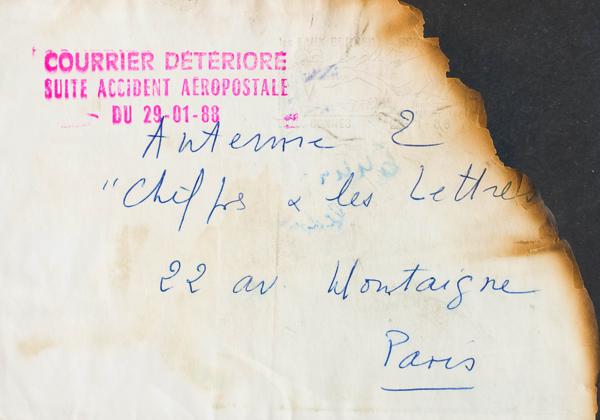 COURRIER DÉTÉRIORÉ
SUITE ACCIDENT AÉROPOSTALE
DU 29-01-88
Antenne 2
"Chiffres & les Lettres
22 av Montaigne
Paris